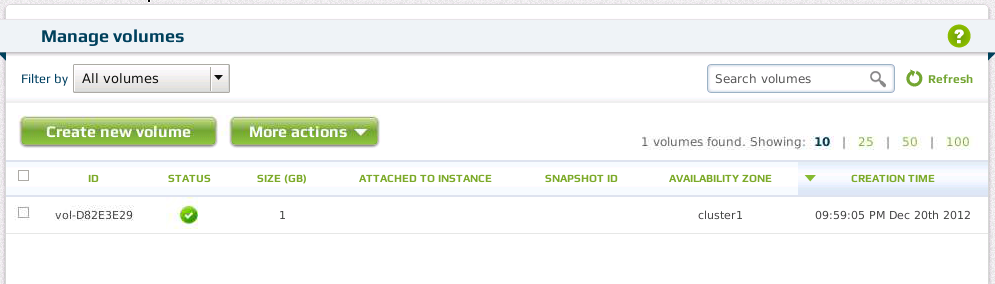 Manage volumes
?
Filter by All volumes Search volumes Refresh
Create new volume More actions 1 volumes found. Showing: 10 | 25 | 50 | 100
ID STATUS SIZE (GB) ATTACHED TO INSTANCE SNAPSHOT ID AVAILABILITY ZONE CREATION TIME
vol-D82E3E29 1 cluster1 09:59:05 PM Dec 20th 2012